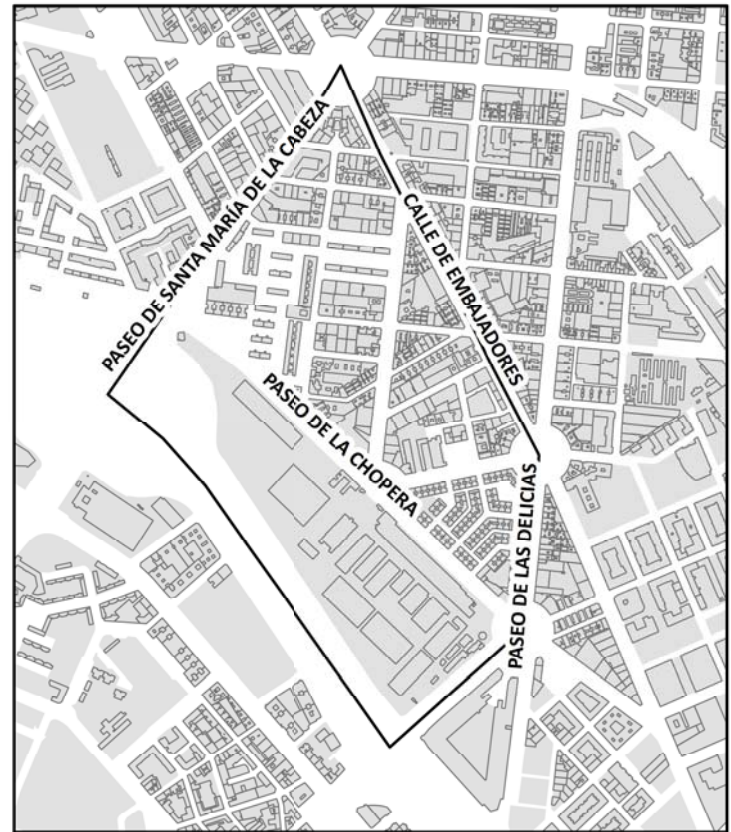 PASEO DE SANTA MARÍA DE LA CABEZA
CALLE DE EMBAJADORES
PASEO DE LA CHOPERA
PASEO DE LAS DELICIAS